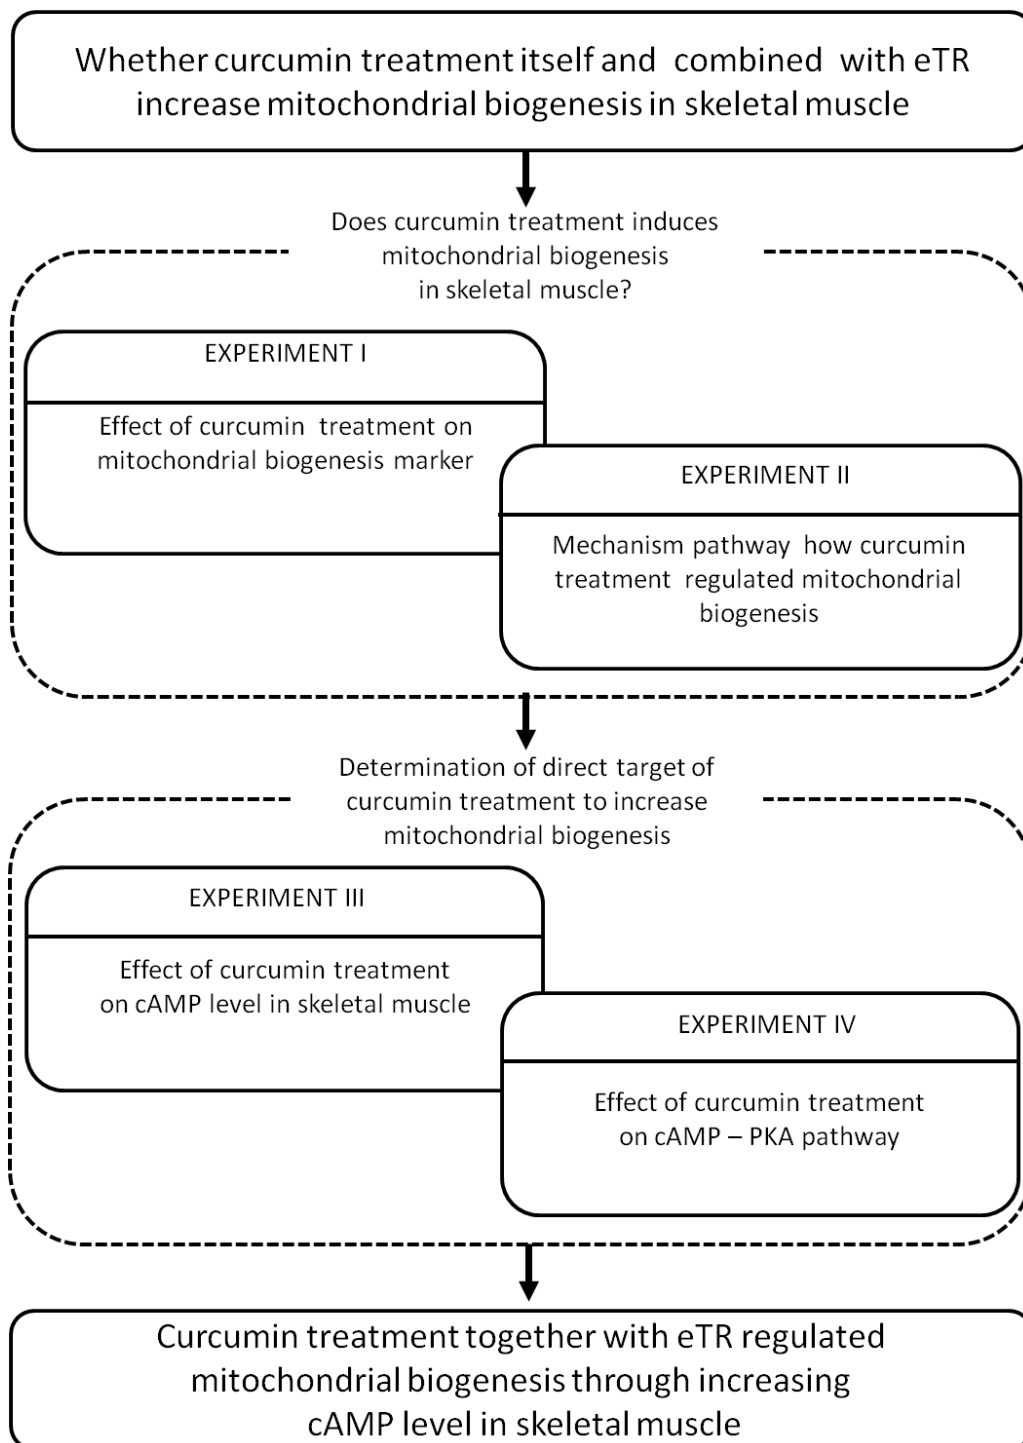 Whether curcumin treatment itself and combined with eTR
increase mitochondrial biogenesis in skeletal muscle
Does curcumin treatment induces
mitochondrial biogenesis
in skeletal muscle?
EXPERIMENT I
Effect of curcumin treatment on
mitochondrial biogenesis marker
EXPERIMENT II
Mechanism pathway how curcumin
treatment regulated mitochondrial
biogenesis
Determination of direct target of
curcumin treatment to increase
mitochondrial biogenesis
EXPERIMENT III
Effect of curcumin treatment
on cAMP level in skeletal muscle
EXPERIMENT IV
Effect of curcumin treatment
on cAMP – PKA pathway
Curcumin treatment together with eTR regulated
mitochondrial biogenesis through increasing
cAMP level in skeletal muscle